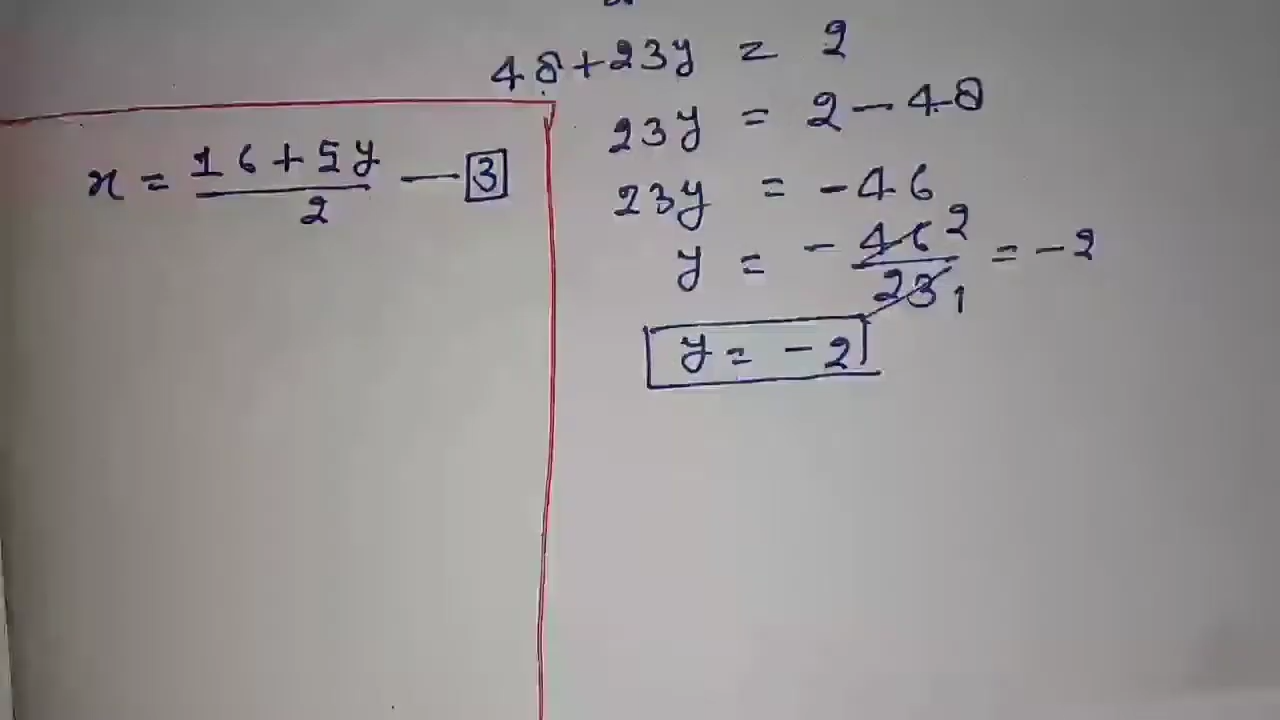 48+23y = 2
23y = 2-48
23y = -46
y = -46/23 2 1 = -2
y = -2
x = 16+5y/2 — 3